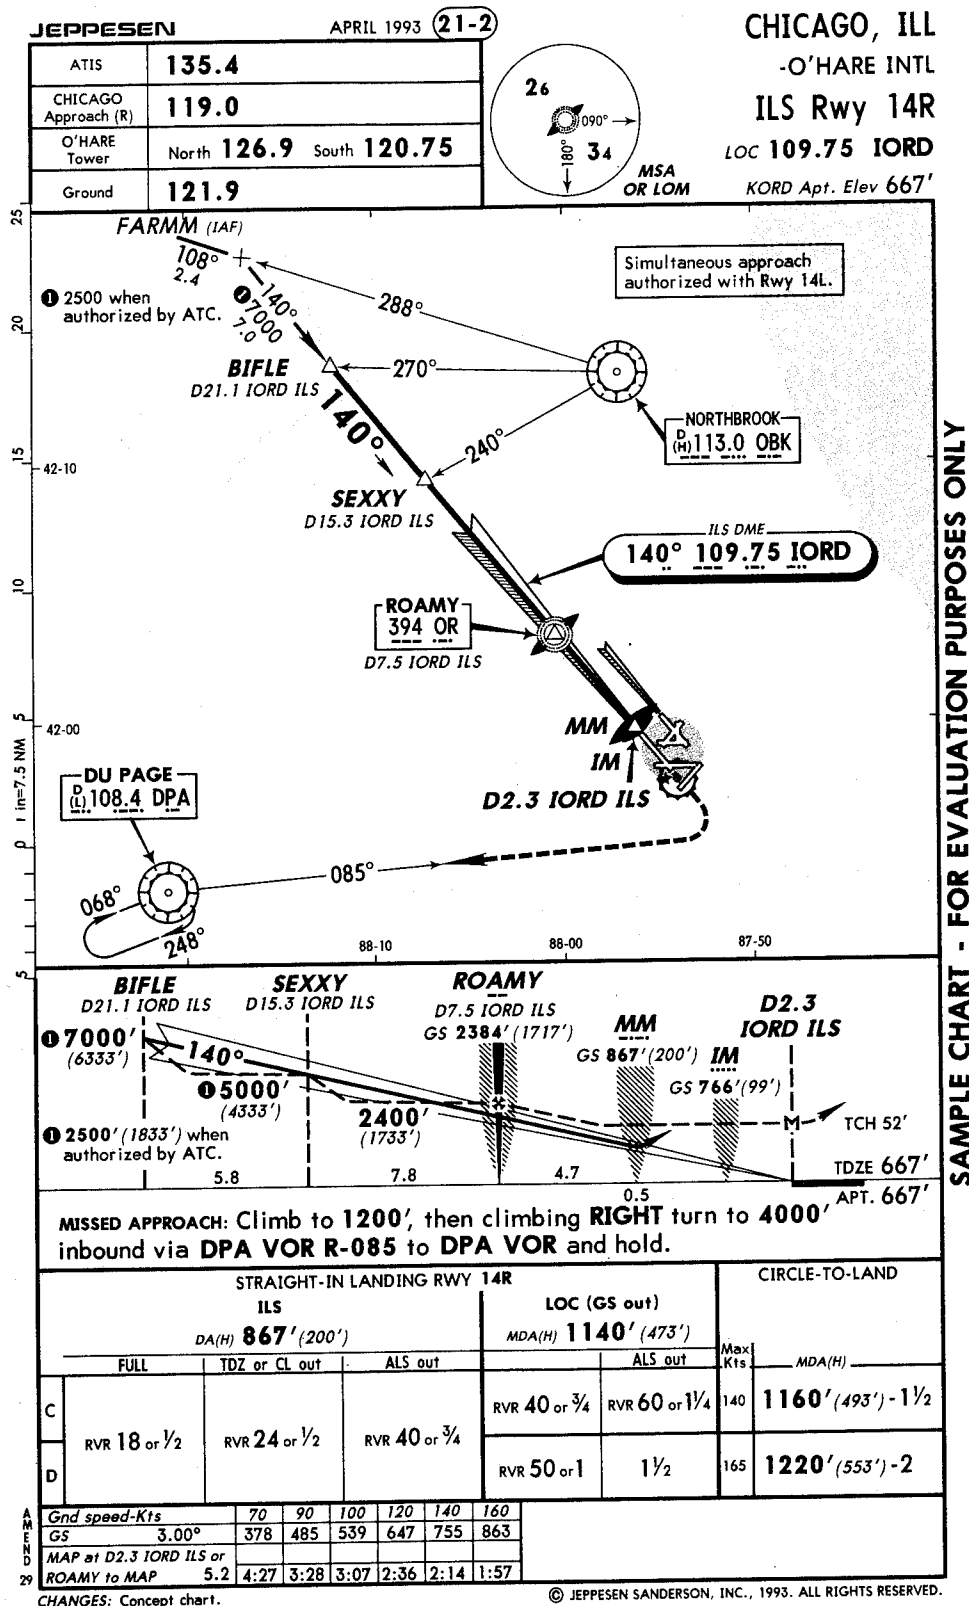 JEPPESEN APRIL 1993 21-2 CHICAGO, ILL
-O'HARE INTL
ILS Rwy 14R
LOC 109.75 IORD
KORD Apt. Elev 667'
ATIS 135.4
CHICAGO Approach (R) 119.0
O'HARE Tower North 126.9 South 120.75
Ground 121.9
26
090°
180°
34
MSA
OR LOM
25
20
15
10
5
0
5
1 in=7.5 NM
FARMM (IAF)
108°
2.4
140°
❶7000
7.0
❶ 2500 when
authorized by ATC.
Simultaneous approach
authorized with Rwy 14L.
288°
BIFLE
D21.1 IORD ILS
270°
140°
240°
NORTHBROOK
D
(H)113.0 OBK
42-10
SEXXY
D15.3 IORD ILS
ILS DME
140° 109.75 IORD
ROAMY
394 OR
D7.5 IORD ILS
42-00
MM
IM
D2.3 IORD ILS
DU PAGE
D
(L)108.4 DPA
085°
068°
248°
88-10
88-00
87-50
SAMPLE CHART - FOR EVALUATION PURPOSES ONLY
BIFLE
D21.1 IORD ILS
SEXXY
D15.3 IORD ILS
ROAMY
D7.5 IORD ILS
GS 2384'(1717')
MM
GS 867'(200')
IM
GS 766'(99')
D2.3
IORD ILS
❶7000'
(6333')
140°
❶5000'
(4333')
2400'
(1733')
❶2500'(1833') when
authorized by ATC.
M
TCH 52'
TDZE 667'
APT. 667'
5.8
7.8
4.7
0.5
MISSED APPROACH: Climb to 1200', then climbing RIGHT turn to 4000'
inbound via DPA VOR R-085 to DPA VOR and hold.
STRAIGHT-IN LANDING RWY 14R
CIRCLE-TO-LAND
ILS
LOC (GS out)
DA(H) 867'(200')
MDA(H) 1140'(473')
FULL
TDZ or CL out
ALS out
ALS out
Max
Kts
MDA(H)
C
D
RVR 18 or ½
RVR 24 or ½
RVR 40 or ¾
RVR 40 or ¾
RVR 60 or 1¼
140
1160'(493')-1½
RVR 50 or 1
1½
165
1220'(553')-2
Gnd speed-Kts 70 90 100 120 140 160
GS 3.00° 378 485 539 647 755 863
MAP at D2.3 IORD ILS or
ROAMY to MAP 5.2 4:27 3:28 3:07 2:36 2:14 1:57
AMEND 29
CHANGES: Concept chart.
© JEPPESEN SANDERSON, INC., 1993. ALL RIGHTS RESERVED.